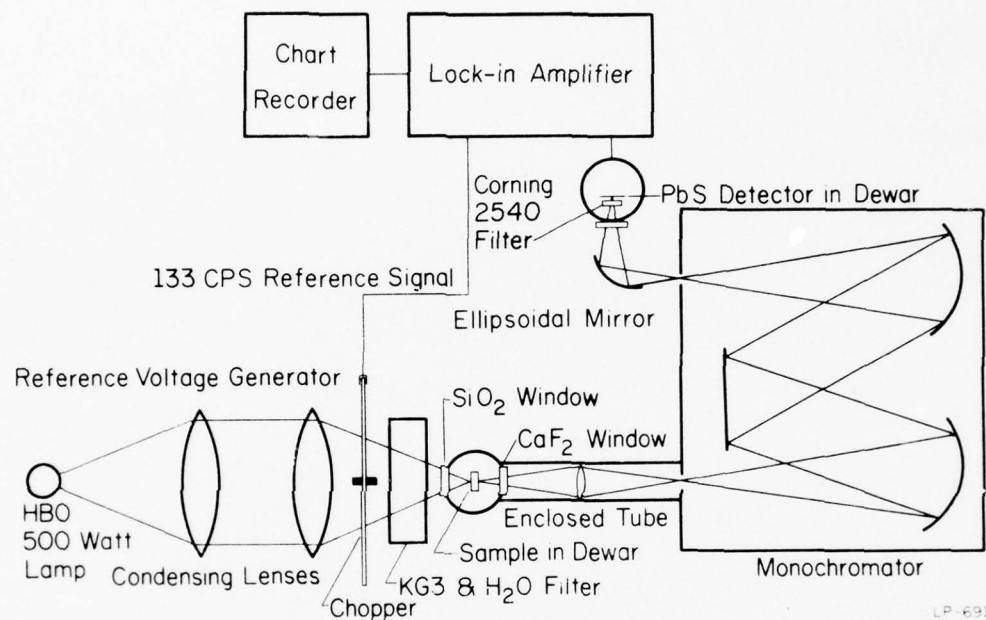 Chart
Recorder
Lock-in Amplifier
Corning
2540
Filter
PbS Detector in Dewar
133 CPS Reference Signal
Ellipsoidal Mirror
Reference Voltage Generator
SiO₂ Window
CaF₂ Window
HBO
500 Watt
Lamp
Condensing Lenses
Chopper
KG3 & H₂O Filter
Sample in Dewar
Enclosed Tube
Monochromator